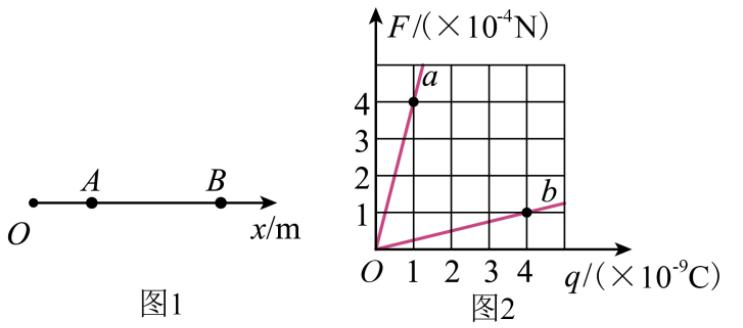 O A B x/m
图1
F/(×10⁻⁴N)
a
4
3
2
1
b
O 1 2 3 4 q/(×10⁻⁹C)
图2